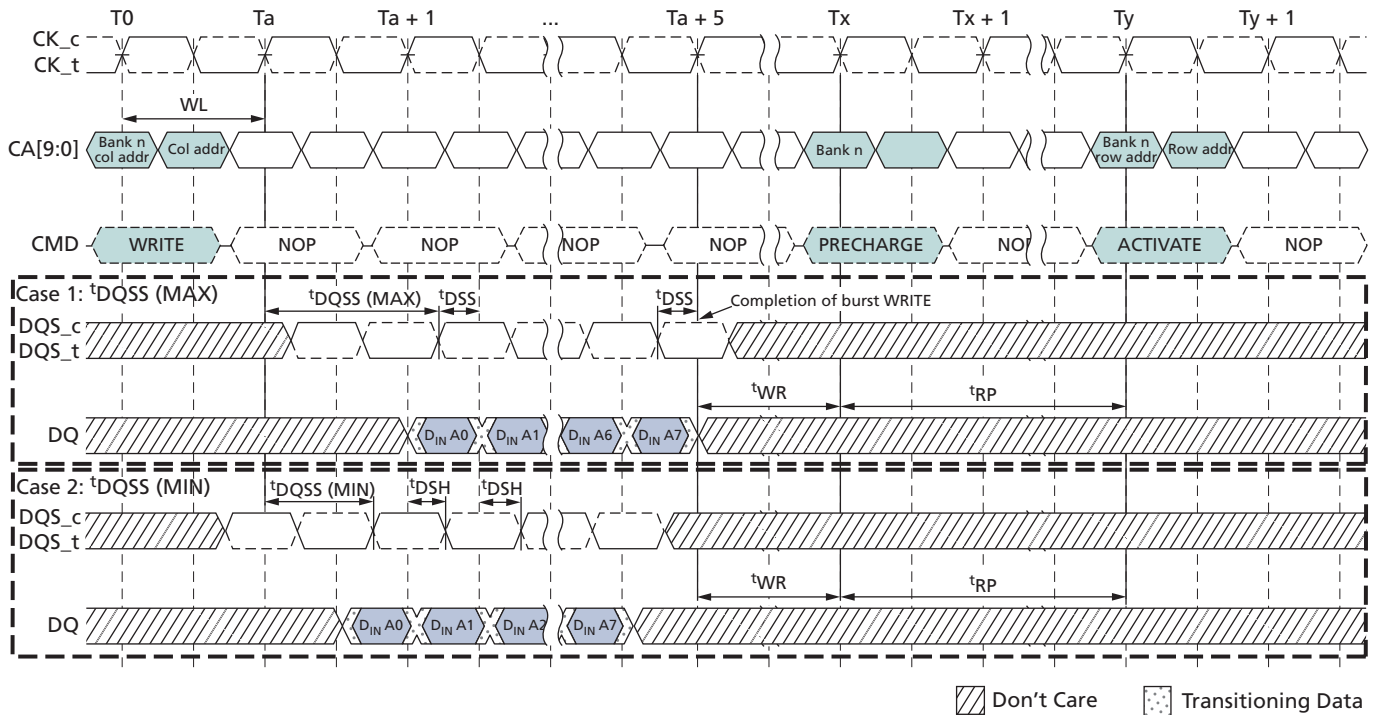 T0 Ta Ta + 1 ... Ta + 5 Tx Tx + 1 Ty Ty + 1
CK_c
CK_t
WL
CA[9:0] Bank n col addr Col addr Bank n Bank n row addr Row addr
CMD WRITE NOP NOP NOP NOP PRECHARGE NOP ACTIVATE NOP
Case 1: tDQSS (MAX) tDQSS (MAX) tDSS tDSS Completion of burst WRITE
DQS_c
DQS_t
tWR tRP
DQ DIN A0 DIN A1 DIN A6 DIN A7
Case 2: tDQSS (MIN) tDQSS (MIN) tDSH tDSH
DQS_c
DQS_t
tWR tRP
DQ DIN A0 DIN A1 DIN A2 DIN A7
Don't Care Transitioning Data